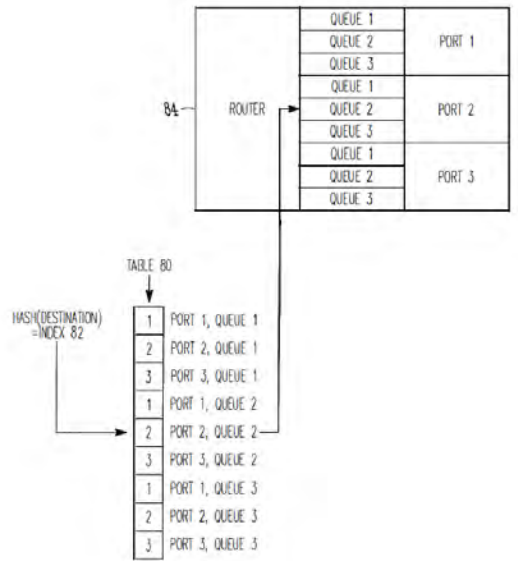 QUEUE 1
QUEUE 2
QUEUE 3
PORT 1
QUEUE 1
QUEUE 2
QUEUE 3
PORT 2
QUEUE 1
QUEUE 2
QUEUE 3
PORT 3
84
ROUTER
TABLE 80
HASH(DESTINATION)
=INDEX 82
1 PORT 1, QUEUE 1
2 PORT 2, QUEUE 1
3 PORT 3, QUEUE 1
1 PORT 1, QUEUE 2
2 PORT 2, QUEUE 2
3 PORT 3, QUEUE 2
1 PORT 1, QUEUE 3
2 PORT 2, QUEUE 3
3 PORT 3, QUEUE 3